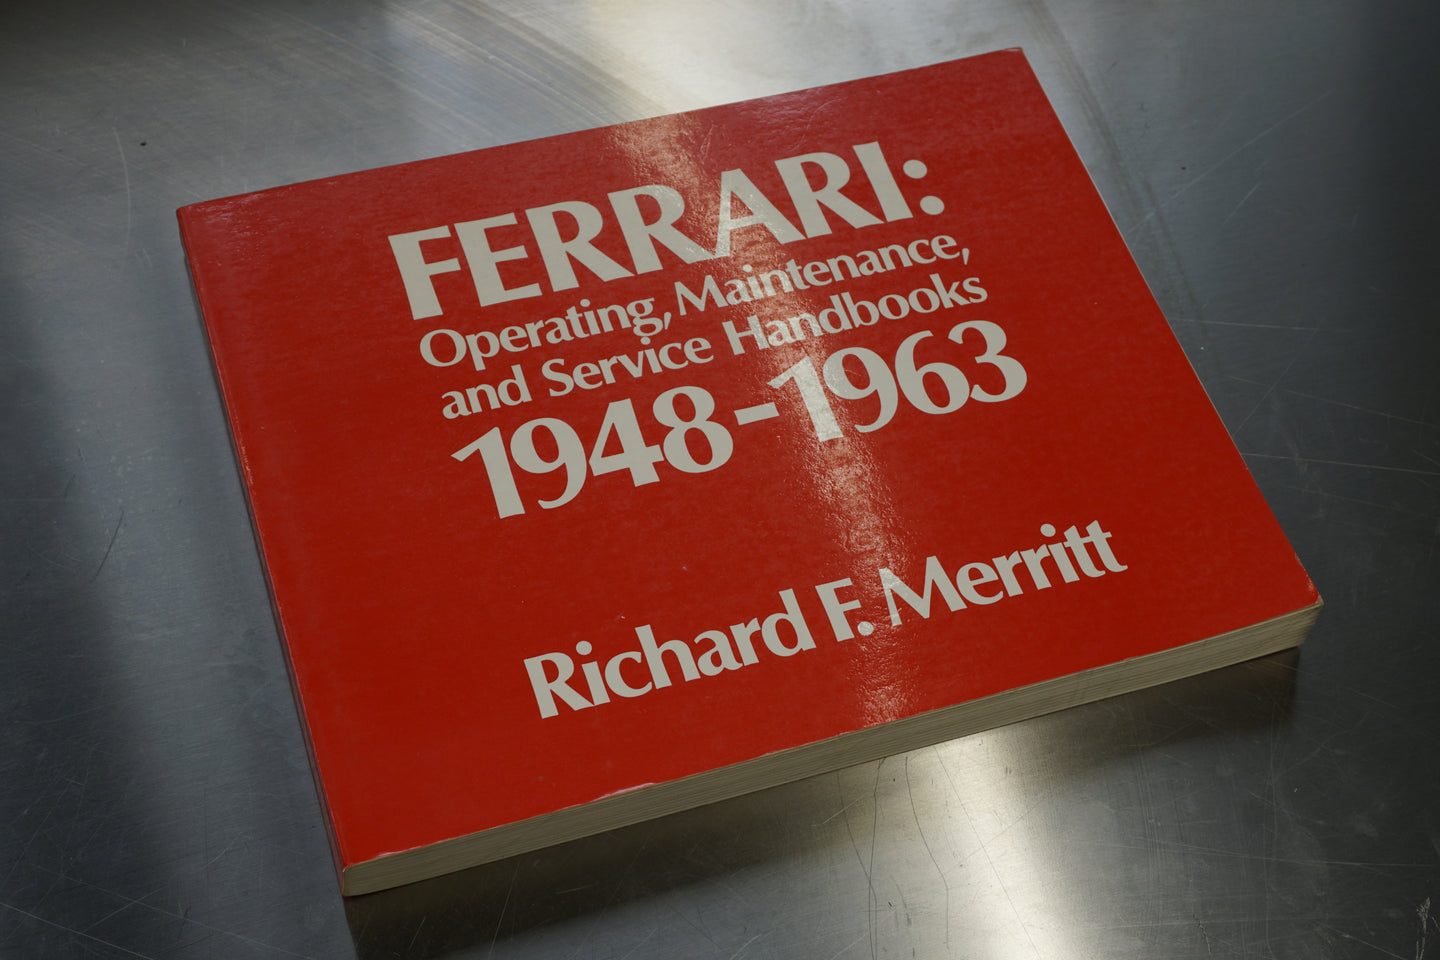 FERRARI:
Operating, Maintenance,
and Service Handbooks
1948-1963
Richard F. Merritt